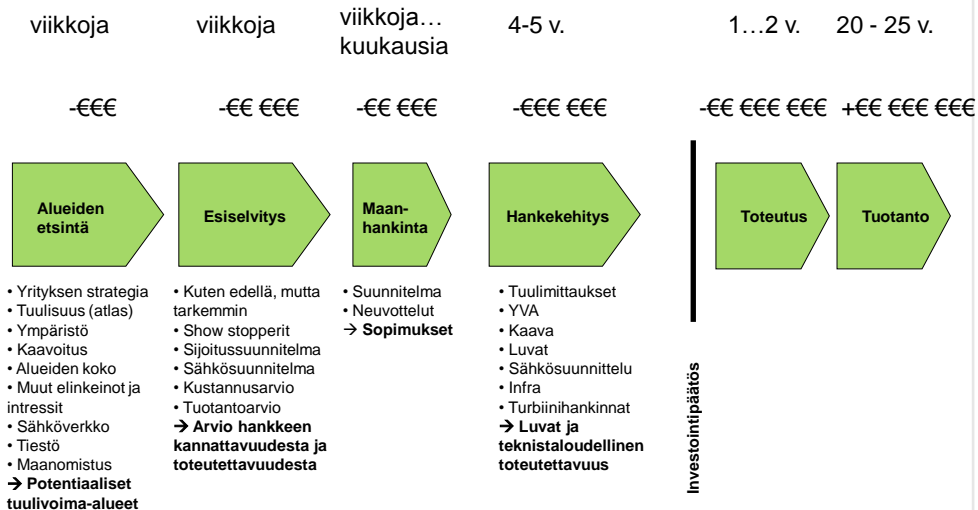 viikkoja
viikkoja
viikkoja…
kuukausia
4-5 v.
1…2 v.
20 - 25 v.
-€€€
-€€ €€€
-€€ €€€
-€€€ €€€
-€€ €€€ €€€
+€€ €€€ €€€
Alueiden
etsintä
Esiselvitys
Maan-
hankinta
Hankekehitys
Toteutus
Tuotanto
• Yrityksen strategia
• Tuulisuus (atlas)
• Ympäristö
• Kaavoitus
• Alueiden koko
• Muut elinkeinot ja
intressit
• Sähköverkko
• Tiestö
• Maanomistus
→ Potentiaaliset
tuulivoima-alueet
• Kuten edellä, mutta
tarkemmin
• Show stopperit
• Sijoitussuunnitelma
• Sähkösuunnitelma
• Kustannusarvio
• Tuotantoarvio
→ Arvio hankkeen
kannattavuudesta ja
toteutettavuudesta
• Suunnitelma
• Neuvottelut
→ Sopimukset
• Tuulimittaukset
• YVA
• Kaava
• Luvat
• Sähkösuunnittelu
• Infra
• Turbiinihankinnat
→ Luvat ja
teknistaloudellinen
toteutettavuus
Investointipäätös